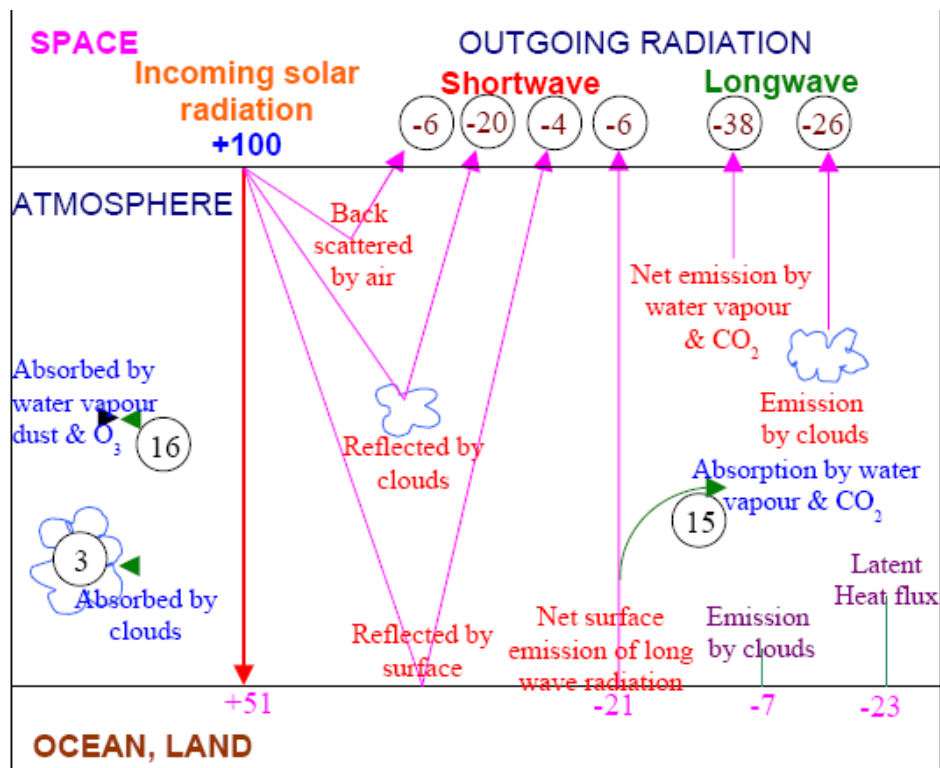 SPACE
OUTGOING RADIATION
Incoming solar
radiation
+100
Shortwave
Longwave
-6
-20
-4
-6
-38
-26
ATMOSPHERE
Back
scattered
by air
Net emission by
water vapour
& CO2
Absorbed by
water vapour
dust & O3
16
Reflected by
clouds
Emission
by clouds
Absorption by water
vapour & CO2
15
3
Absorbed by
clouds
Latent
Heat flux
Reflected by
surface
Net surface
emission of long
wave radiation
Emission
by clouds
+51
-21
-7
-23
OCEAN, LAND